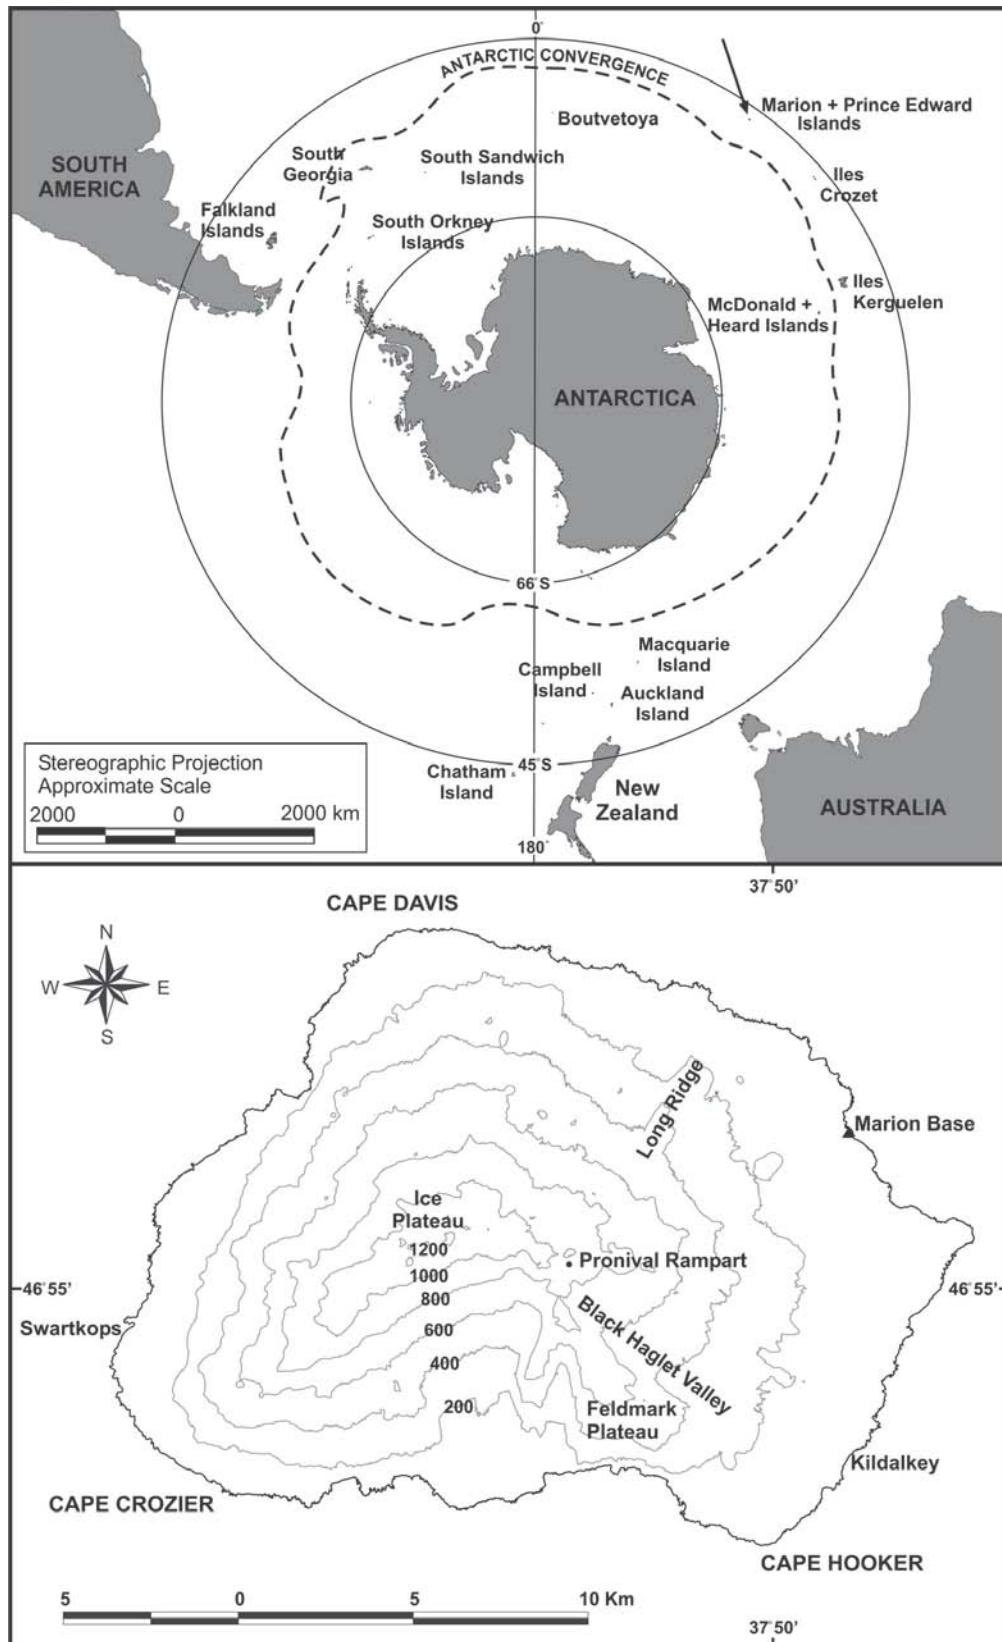 0°
ANTARCTIC CONVERGENCE
Marion + Prince Edward
Islands
Boutvetoya
South
Georgia
South Sandwich
Islands
Iles
Crozet
SOUTH
AMERICA
Falkland
Islands
South Orkney
Islands
Iles
Kerguelen
McDonald +
Heard Islands
ANTARCTICA
66°S
Macquarie
Island
Campbell
Island
Auckland
Island
45°S
Chatham
Island
New
Zealand
AUSTRALIA
180°
Stereographic Projection
Approximate Scale
2000 0 2000 km
37°50'
CAPE DAVIS
N
W E
S
Long Ridge
Marion Base
Ice
Plateau
1200
1000
800
600
400
200
Pronival Rampart
46°55'
46°55'
Swartkops
Black Haglet Valley
Feldmark
Plateau
Kildalkey
CAPE CROZIER
CAPE HOOKER
5 0 5 10 Km
37°50'